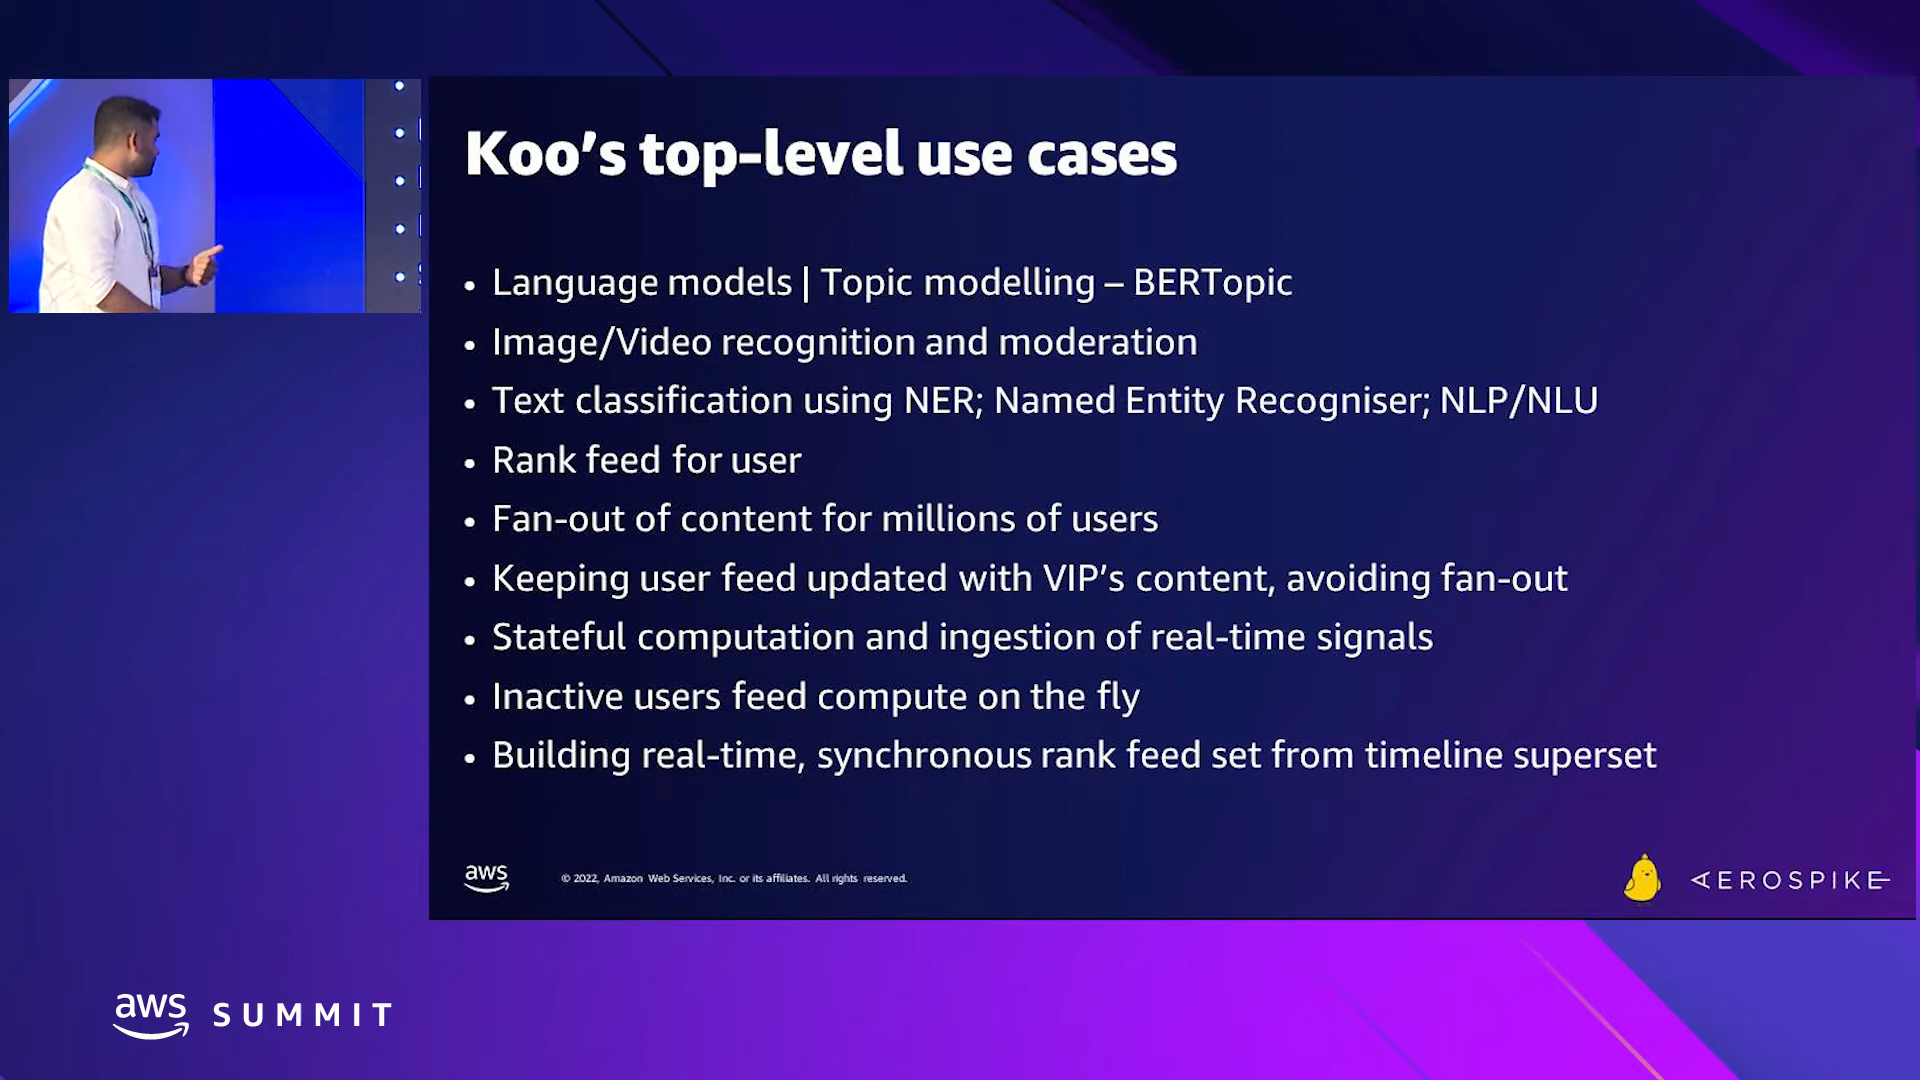 Koo’s top-level use cases
• Language models | Topic modelling – BERTopic
• Image/Video recognition and moderation
• Text classification using NER; Named Entity Recogniser; NLP/NLU
• Rank feed for user
• Fan-out of content for millions of users
• Keeping user feed updated with VIP’s content, avoiding fan-out
• Stateful computation and ingestion of real-time signals
• Inactive users feed compute on the fly
• Building real-time, synchronous rank feed set from timeline superset
aws
© 2022, Amazon Web Services, Inc. or its affiliates. All rights reserved.
AEROSPIKE
aws SUMMIT